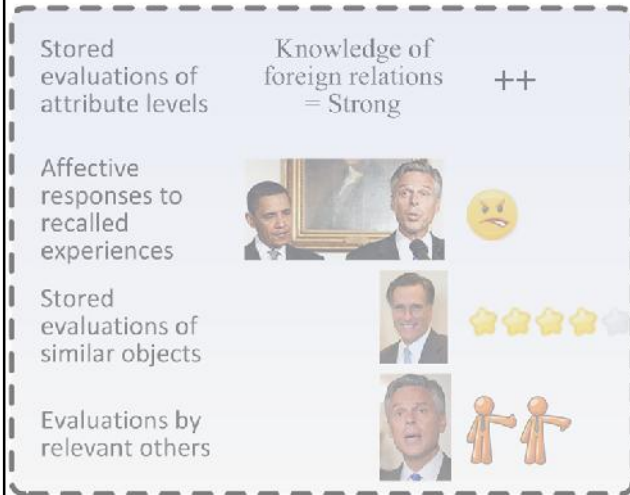 Stored
evaluations of
attribute levels
Knowledge of
foreign relations
= Strong
++
Affective
responses to
recalled
experiences
Stored
evaluations of
similar objects
Evaluations by
relevant others